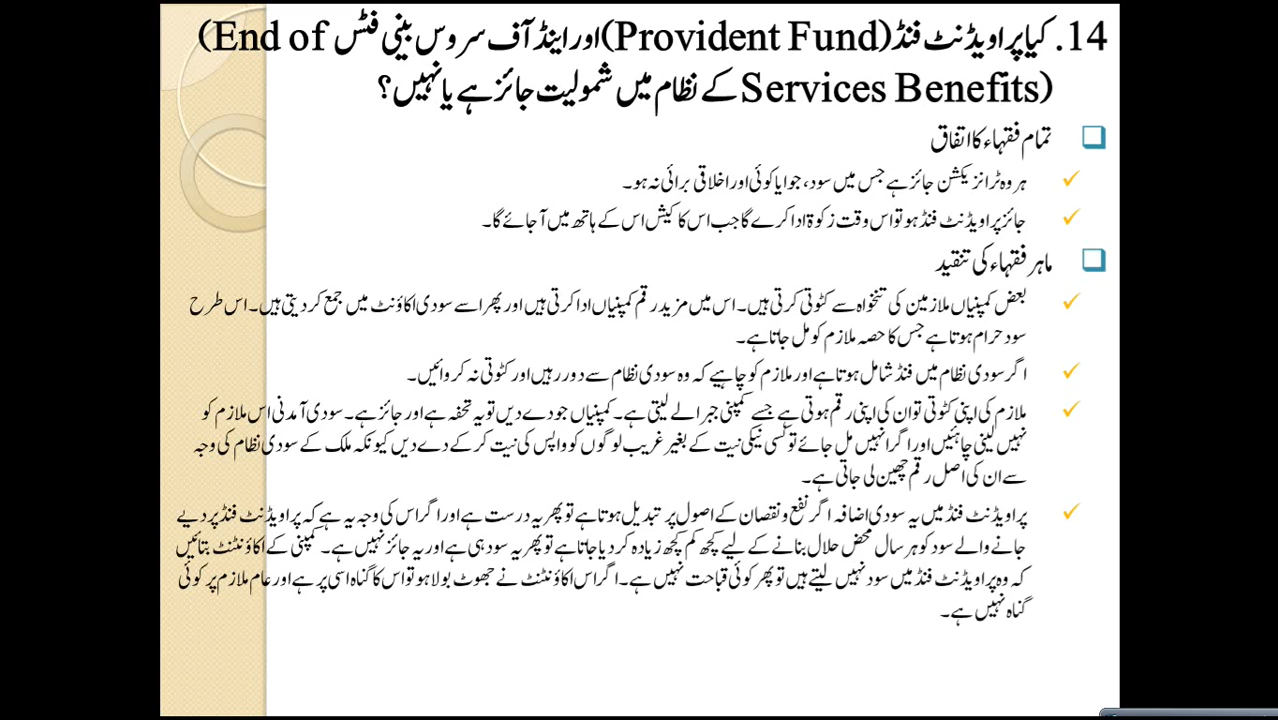 14. کیا پراویڈنٹ فنڈ (Provident Fund) اور اینڈ آف سروس بینی فٹس (End of
Services Benefits) کے نظام میں شمولیت جائز ہے یا نہیں؟
تمام فقہاء کا اتفاق
ہر وہ ٹرانزیکشن جائز ہے جس میں سود، جوا یا کوئی اور اخلاقی برائی نہ ہو۔
جائز پراویڈنٹ فنڈ ہو تو اس وقت زکوۃ ادا کرے گا جب اس کا کیش اس کے ہاتھ میں آ جائے گا۔
ماہر فقہاء کی تنقید
بعض کمپنیاں ملازمین کی تنخواہ سے کٹوتی کرتی ہیں۔ اس میں مزید رقم کمپنیاں ادا کرتی ہیں اور پھر اسے سودی اکاؤنٹ میں جمع کر دیتی ہیں۔ اس طرح
سود حرام ہوتا ہے جس کا حصہ ملازم کو مل جاتا ہے۔
اگر سودی نظام میں فنڈ شامل ہوتا ہے اور ملازم کو چاہیے کہ وہ سودی نظام سے دور رہیں اور کٹوتی نہ کروائیں۔
ملازم کی اپنی کٹوتی تو ان کی اپنی رقم ہوتی ہے جسے کمپنی جبرا لے لیتی ہے۔ کمپنیاں جو دے دیں تو یہ تحفہ ہے اور جائز ہے۔ سودی آمدنی اس ملازم کو
نہیں لینی چاہئیں اور اگر انہیں مل جائے تو کسی نیکی نیت کے بغیر غریب لوگوں کو واپس کی نیت کر کے دے دیں کیونکہ ملک کے سودی نظام کی وجہ
سے ان کی اصل رقم چھین لی جاتی ہے۔
پراویڈنٹ فنڈ میں یہ سودی اضافہ اگر نفع و نقصان کے اصول پر تبدیل ہوتا ہے تو پھر یہ درست ہے اور اگر اس کی وجہ یہ ہے کہ پراویڈنٹ فنڈ پر دیے
جانے والے سود کو ہر سال محض حلال بنانے کے لیے کچھ کم کچھ زیادہ کر دیا جاتا ہے تو پھر یہ سود ہی ہے اور یہ جائز نہیں ہے۔ کمپنی کے اکاؤنٹنٹ بتائیں
کہ وہ پراویڈنٹ فنڈ میں سود نہیں لیتے ہیں تو پھر کوئی قباحت نہیں ہے۔ اگر اس اکاؤنٹنٹ نے جھوٹ بولا ہو تو اس کا گناہ اسی پر ہے اور عام ملازم پر کوئی
گناہ نہیں ہے۔